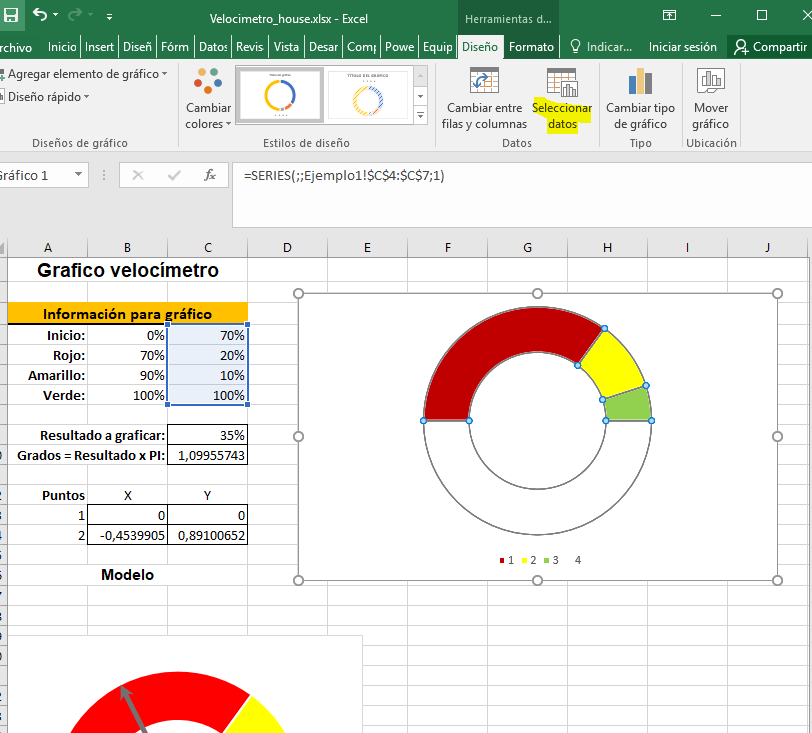 Velocimetro_house.xlsx - Excel
Herramientas d...
rchivo Inicio Insert Diseñ Fórm Datos Revis Vista Desar Comp Powe Equip Diseño Formato Indicar... Iniciar sesión Compartir
Agregar elemento de gráfico
Diseño rápido
Cambiar
colores
TÍTULO DEL GRÁFICO
Cambiar entre
filas y columnas
Seleccionar
datos
Cambiar tipo
de gráfico
Mover
gráfico
Diseños de gráfico Estilos de diseño Datos Tipo Ubicación
ráfico 1 fx =SERIES(;;Ejemplo1!$C$4:$C$7;1)
A B C D E F G H I J
Grafico velocímetro
Información para gráfico
Inicio: 0% 70%
Rojo: 70% 20%
Amarillo: 90% 10%
Verde: 100% 100%
Resultado a graficar: 35%
Grados = Resultado x PI: 1,09955743
Puntos X Y
1 0 0
2 -0,4539905 0,89100652
Modelo
1 2 3 4